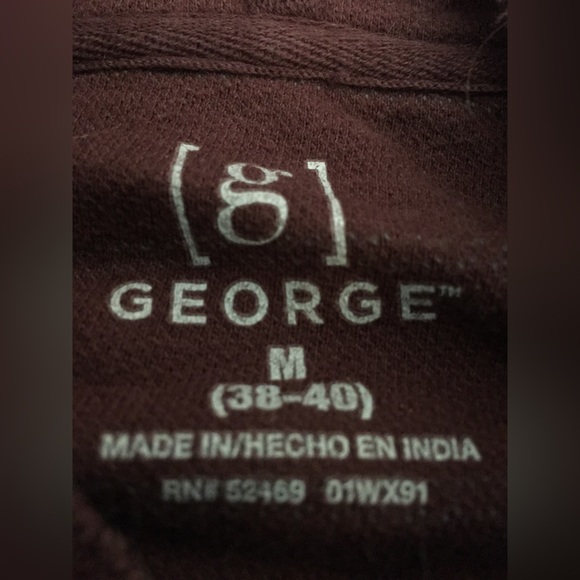 [g]
GEORGE™
M
(38-40)
MADE IN/HECHO EN INDIA
RN# 52469 01WX91